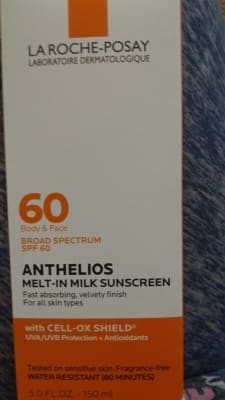 LA ROCHE-POSAY
LABORATOIRE DERMATOLOGIQUE
60
Body & Face
BROAD SPECTRUM
SPF 60
ANTHELIOS
MELT-IN MILK SUNSCREEN
Fast absorbing, velvety finish
For all skin types
with CELL-OX SHIELD®
UVA/UVB Protection + Antioxidants
Tested on sensitive skin. Fragrance-free
WATER RESISTANT (80 MINUTES)
5.0 FL.OZ. - 150 ml